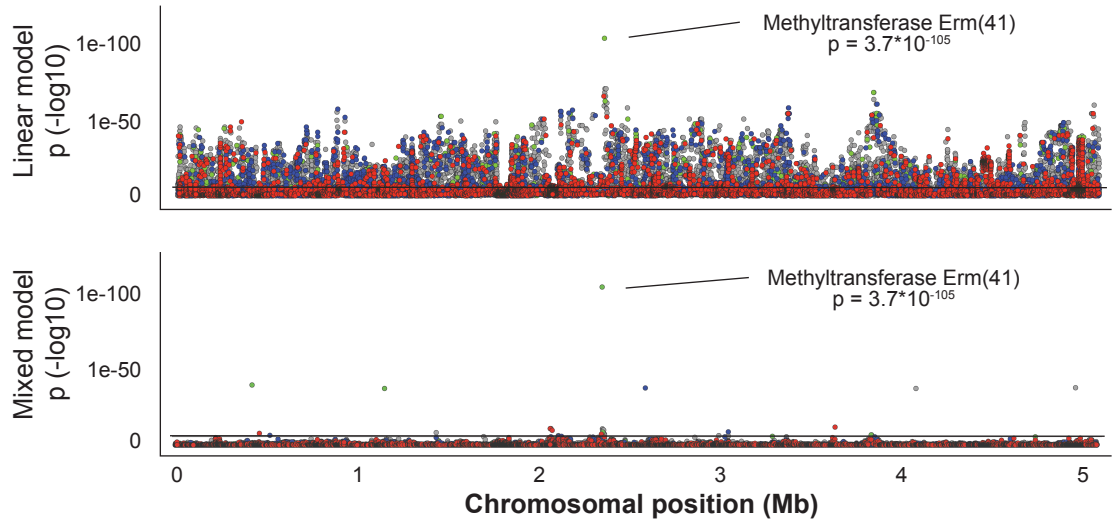 Linear model
p (-log10)
1e-100
1e-50
0
Methyltransferase Erm(41)
p = 3.7*10⁻¹⁰⁵
Mixed model
p (-log10)
1e-100
1e-50
0
Methyltransferase Erm(41)
p = 3.7*10⁻¹⁰⁵
0 1 2 3 4 5
Chromosomal position (Mb)